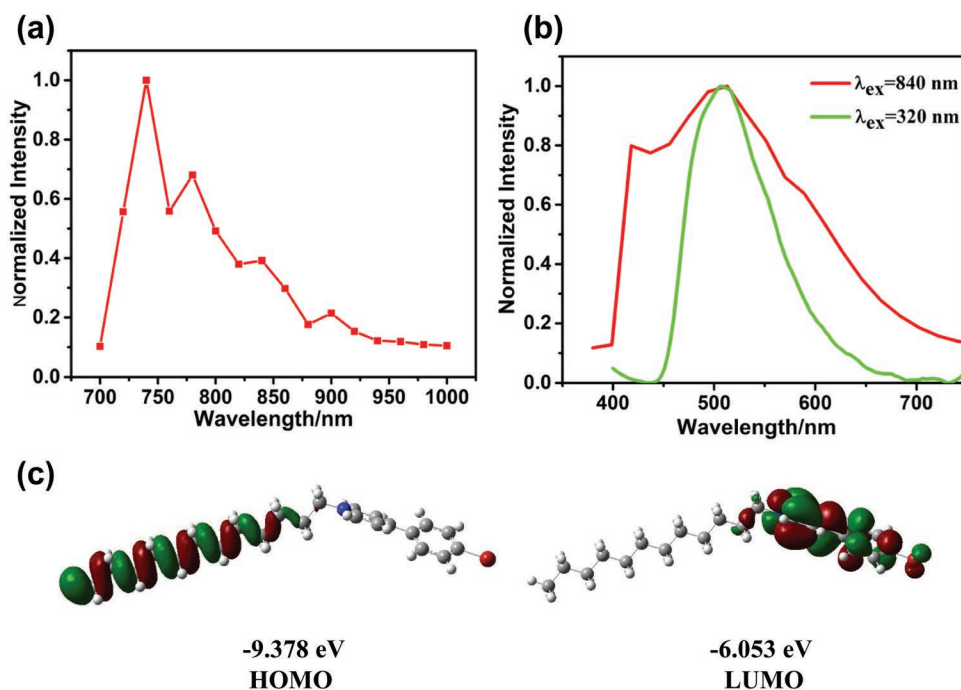 (a)
Normalized Intensity
1.0
0.8
0.6
0.4
0.2
0.0
700 750 800 850 900 950 1000
Wavelength/nm
(b)
Normalized Intensity
1.0
0.8
0.6
0.4
0.2
0.0
λex=840 nm
λex=320 nm
400 500 600 700
Wavelength/nm
(c)
-9.378 eV
HOMO
-6.053 eV
LUMO